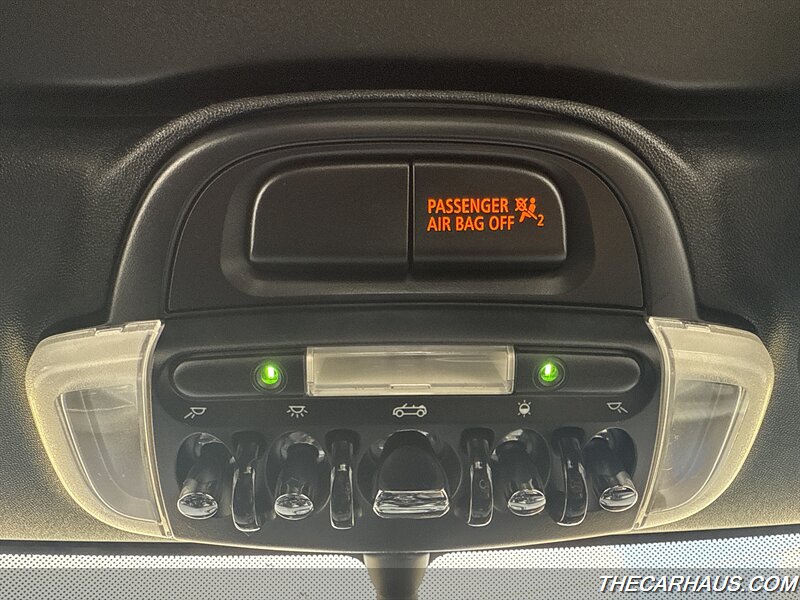 PASSENGER
AIR BAG OFF 2
THECARHAUS.COM